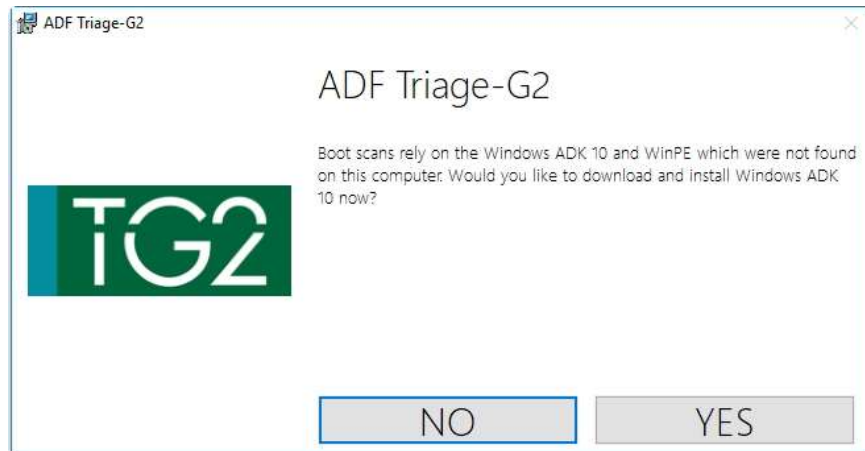 ADF Triage-G2
ADF Triage-G2
Boot scans rely on the Windows ADK 10 and WinPE which were not found
on this computer. Would you like to download and install Windows ADK
10 now?
TG2
NO
YES